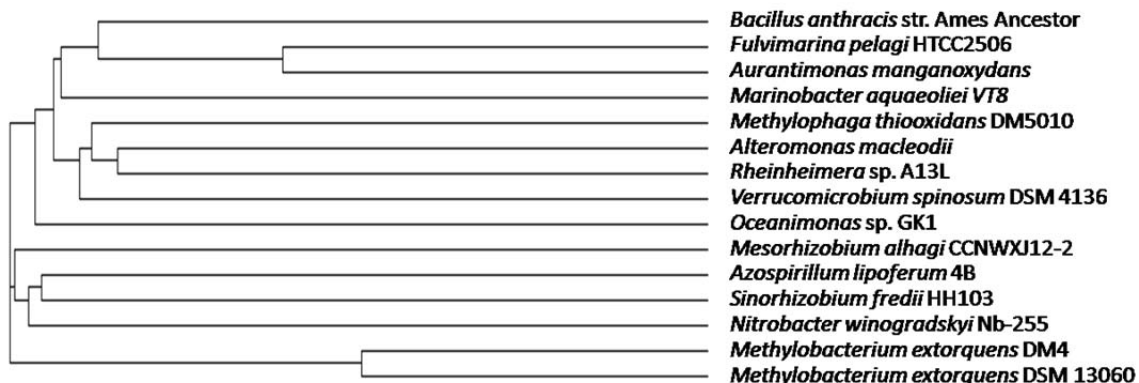 Bacillus anthracis str. Ames Ancestor
Fulvimarina pelagi HTCC2506
Aurantimonas manganoxydans
Marinobacter aquaeoliei VT8
Methylophaga thiooxidans DM5010
Alteromonas macleodii
Rheinheimera sp. A13L
Verrucomicrobium spinosum DSM 4136
Oceanimonas sp. GK1
Mesorhizobium alhagi CCNWXJ12-2
Azospirillum lipoferum 4B
Sinorhizobium fredii HH103
Nitrobacter winogradskyi Nb-255
Methylobacterium extorquens DM4
Methylobacterium extorquens DSM 13060